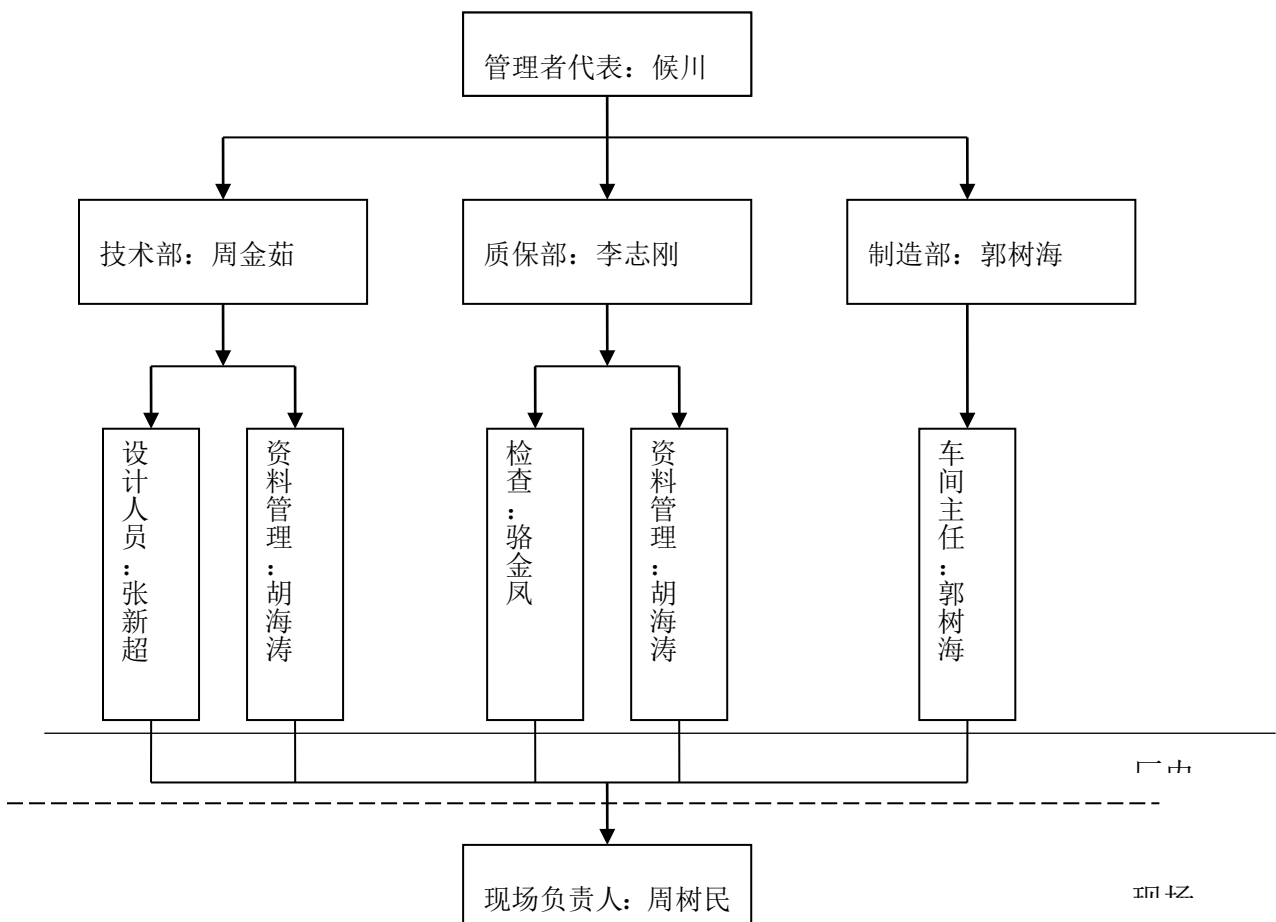 管理者代表：候川
技术部：周金茹
质保部：李志刚
制造部：郭树海
设计人员：张新超
资料管理：胡海涛
检查：骆金凤
资料管理：胡海涛
车间主任：郭树海
现场负责人：周树民